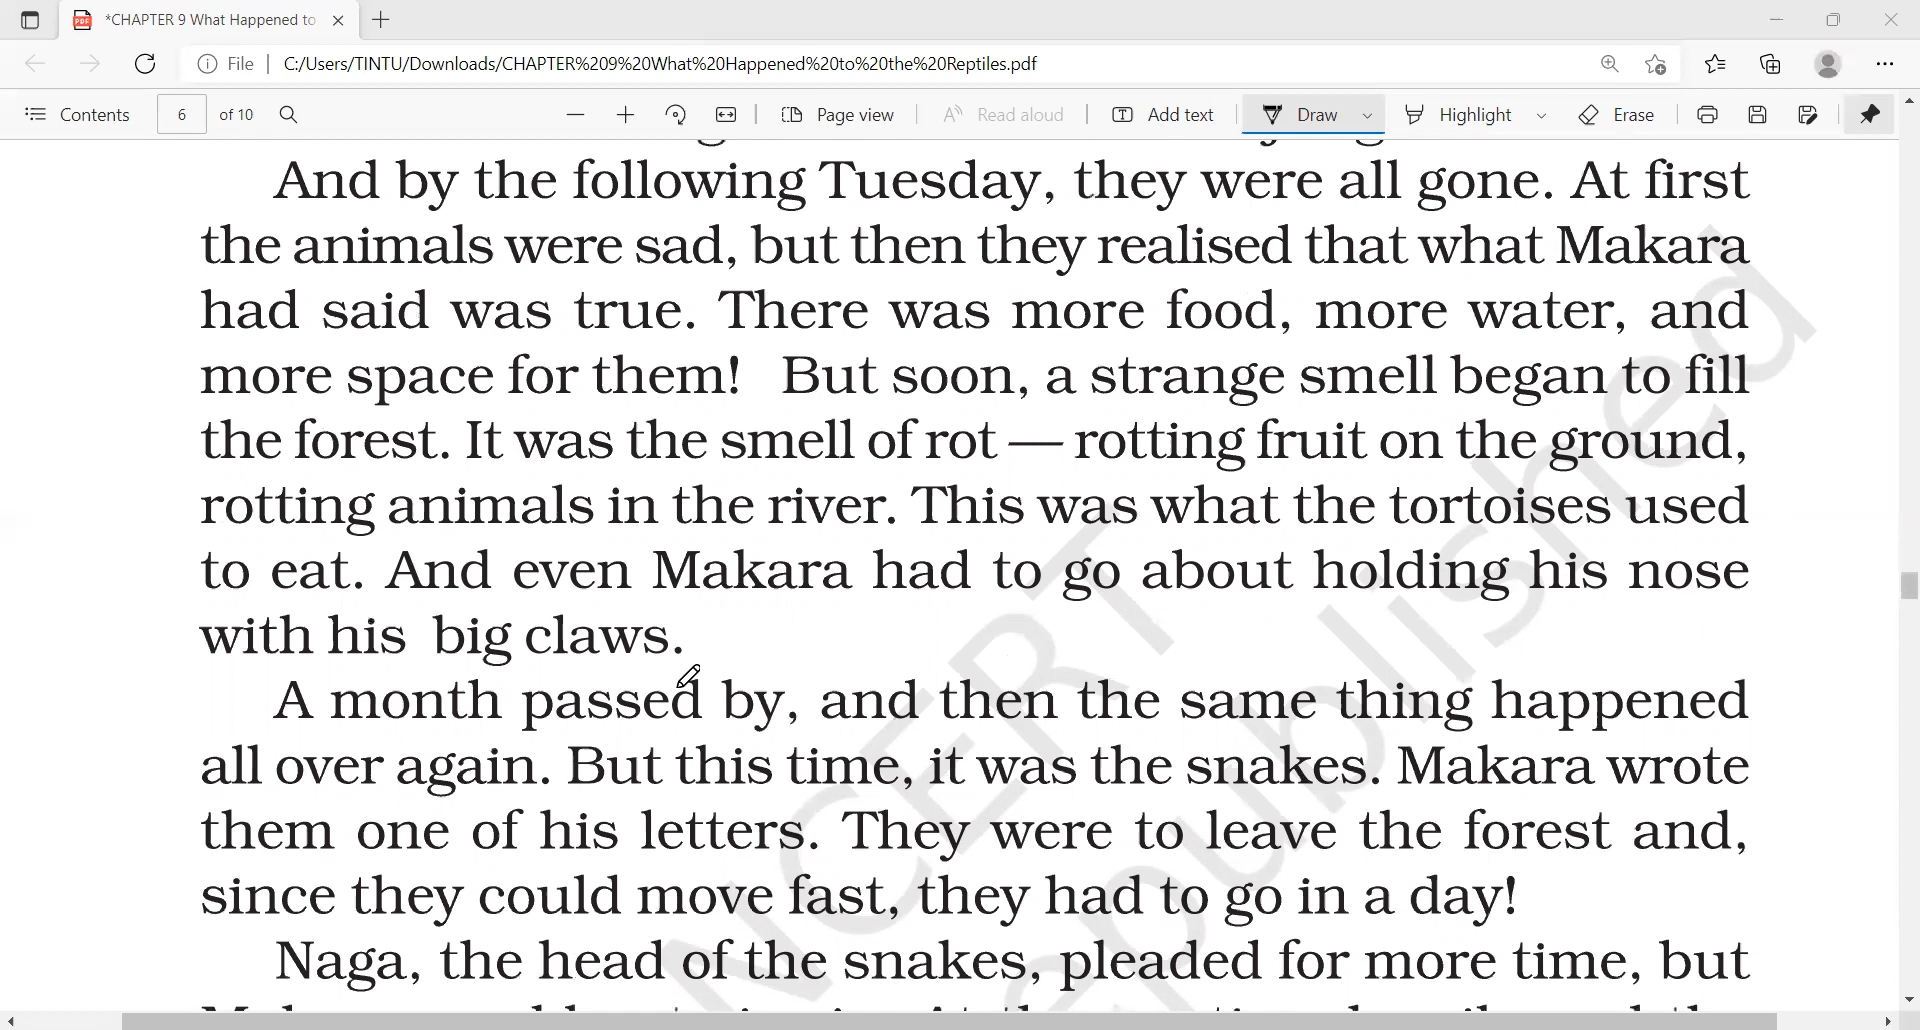 *CHAPTER 9 What Happened to
File
C:/Users/TINTU/Downloads/CHAPTER%209%20What%20Happened%20to%20the%20Reptiles.pdf
Contents 6 of 10 Page view Read aloud Add text Draw Highlight Erase
And by the following Tuesday, they were all gone. At first
the animals were sad, but then they realised that what Makara
had said was true. There was more food, more water, and
more space for them! But soon, a strange smell began to fill
the forest. It was the smell of rot — rotting fruit on the ground,
rotting animals in the river. This was what the tortoises used
to eat. And even Makara had to go about holding his nose
with his big claws.
A month passed by, and then the same thing happened
all over again. But this time, it was the snakes. Makara wrote
them one of his letters. They were to leave the forest and,
since they could move fast, they had to go in a day!
Naga, the head of the snakes, pleaded for more time, but
NCERT
republished